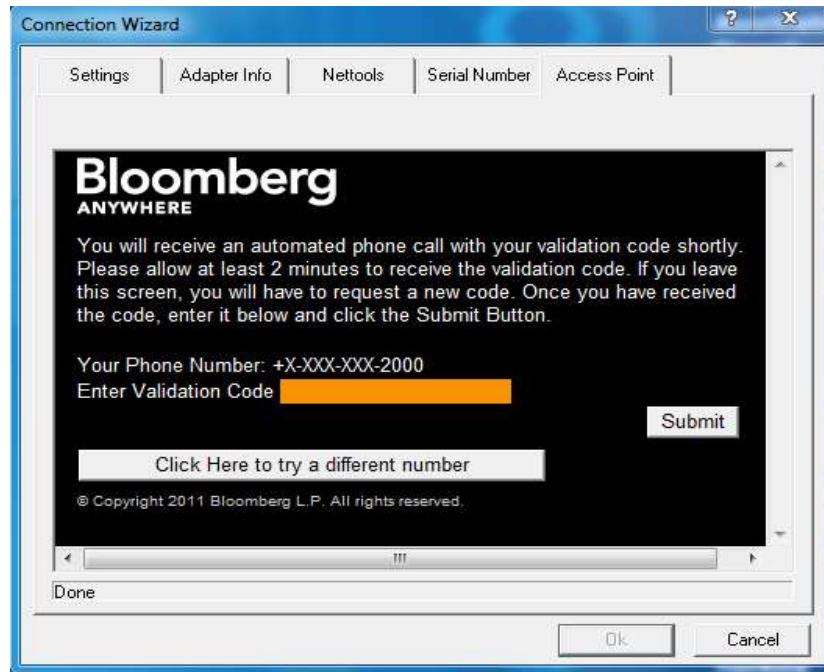 Connection Wizard
Settings Adapter Info Nettools Serial Number Access Point
Bloomberg
ANYWHERE
You will receive an automated phone call with your validation code shortly.
Please allow at least 2 minutes to receive the validation code. If you leave
this screen, you will have to request a new code. Once you have received
the code, enter it below and click the Submit Button.
Your Phone Number: +X-XXX-XXX-2000
Enter Validation Code
Submit
Click Here to try a different number
© Copyright 2011 Bloomberg L.P. All rights reserved.
Done
Ok Cancel